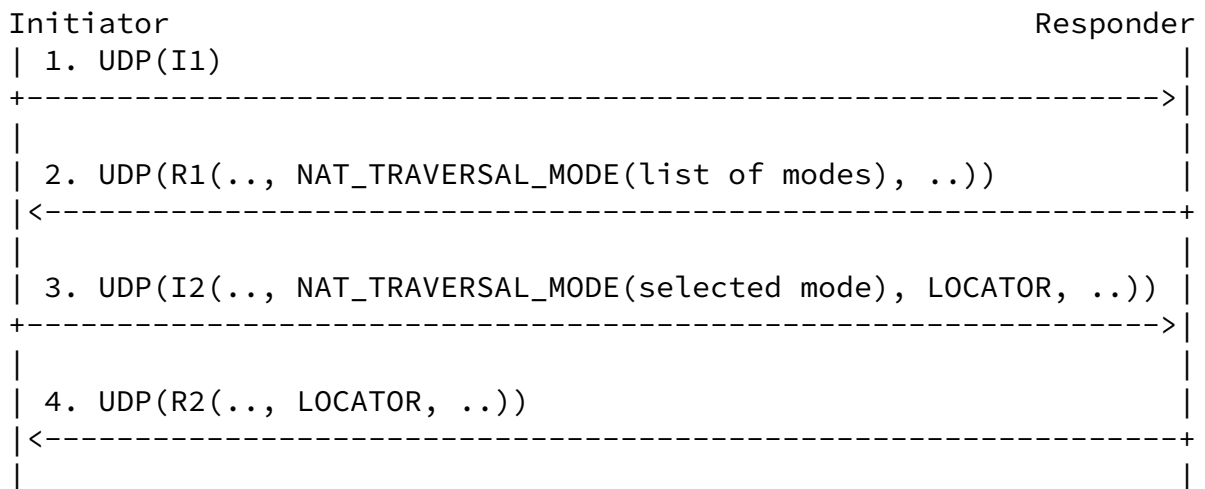 Initiator Responder
| 1. UDP(I1) |
+--------------------------------------------------------------->|
| |
| 2. UDP(R1(.., NAT_TRAVERSAL_MODE(list of modes), ..)) |
|<---------------------------------------------------------------+
| |
| 3. UDP(I2(.., NAT_TRAVERSAL_MODE(selected mode), LOCATOR, ..)) |
+--------------------------------------------------------------->|
| |
| 4. UDP(R2(.., LOCATOR, ..)) |
|<---------------------------------------------------------------+
| |